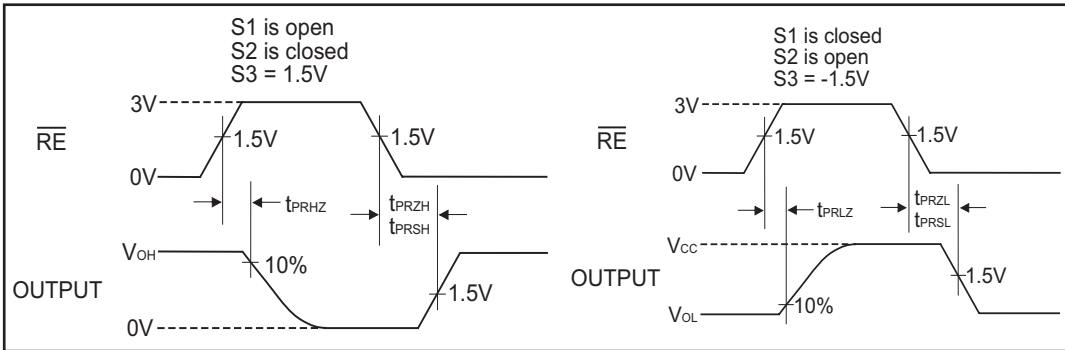 S1 is open
S2 is closed
S3 = 1.5V
3V
RE
1.5V
1.5V
0V
tPRHZ
tPRZH
tPRSH
VOH
10%
OUTPUT
1.5V
0V
S1 is closed
S2 is open
S3 = -1.5V
3V
RE
1.5V
1.5V
0V
tPRLZ
tPRZL
tPRSL
VCC
OUTPUT
1.5V
10%
VOL